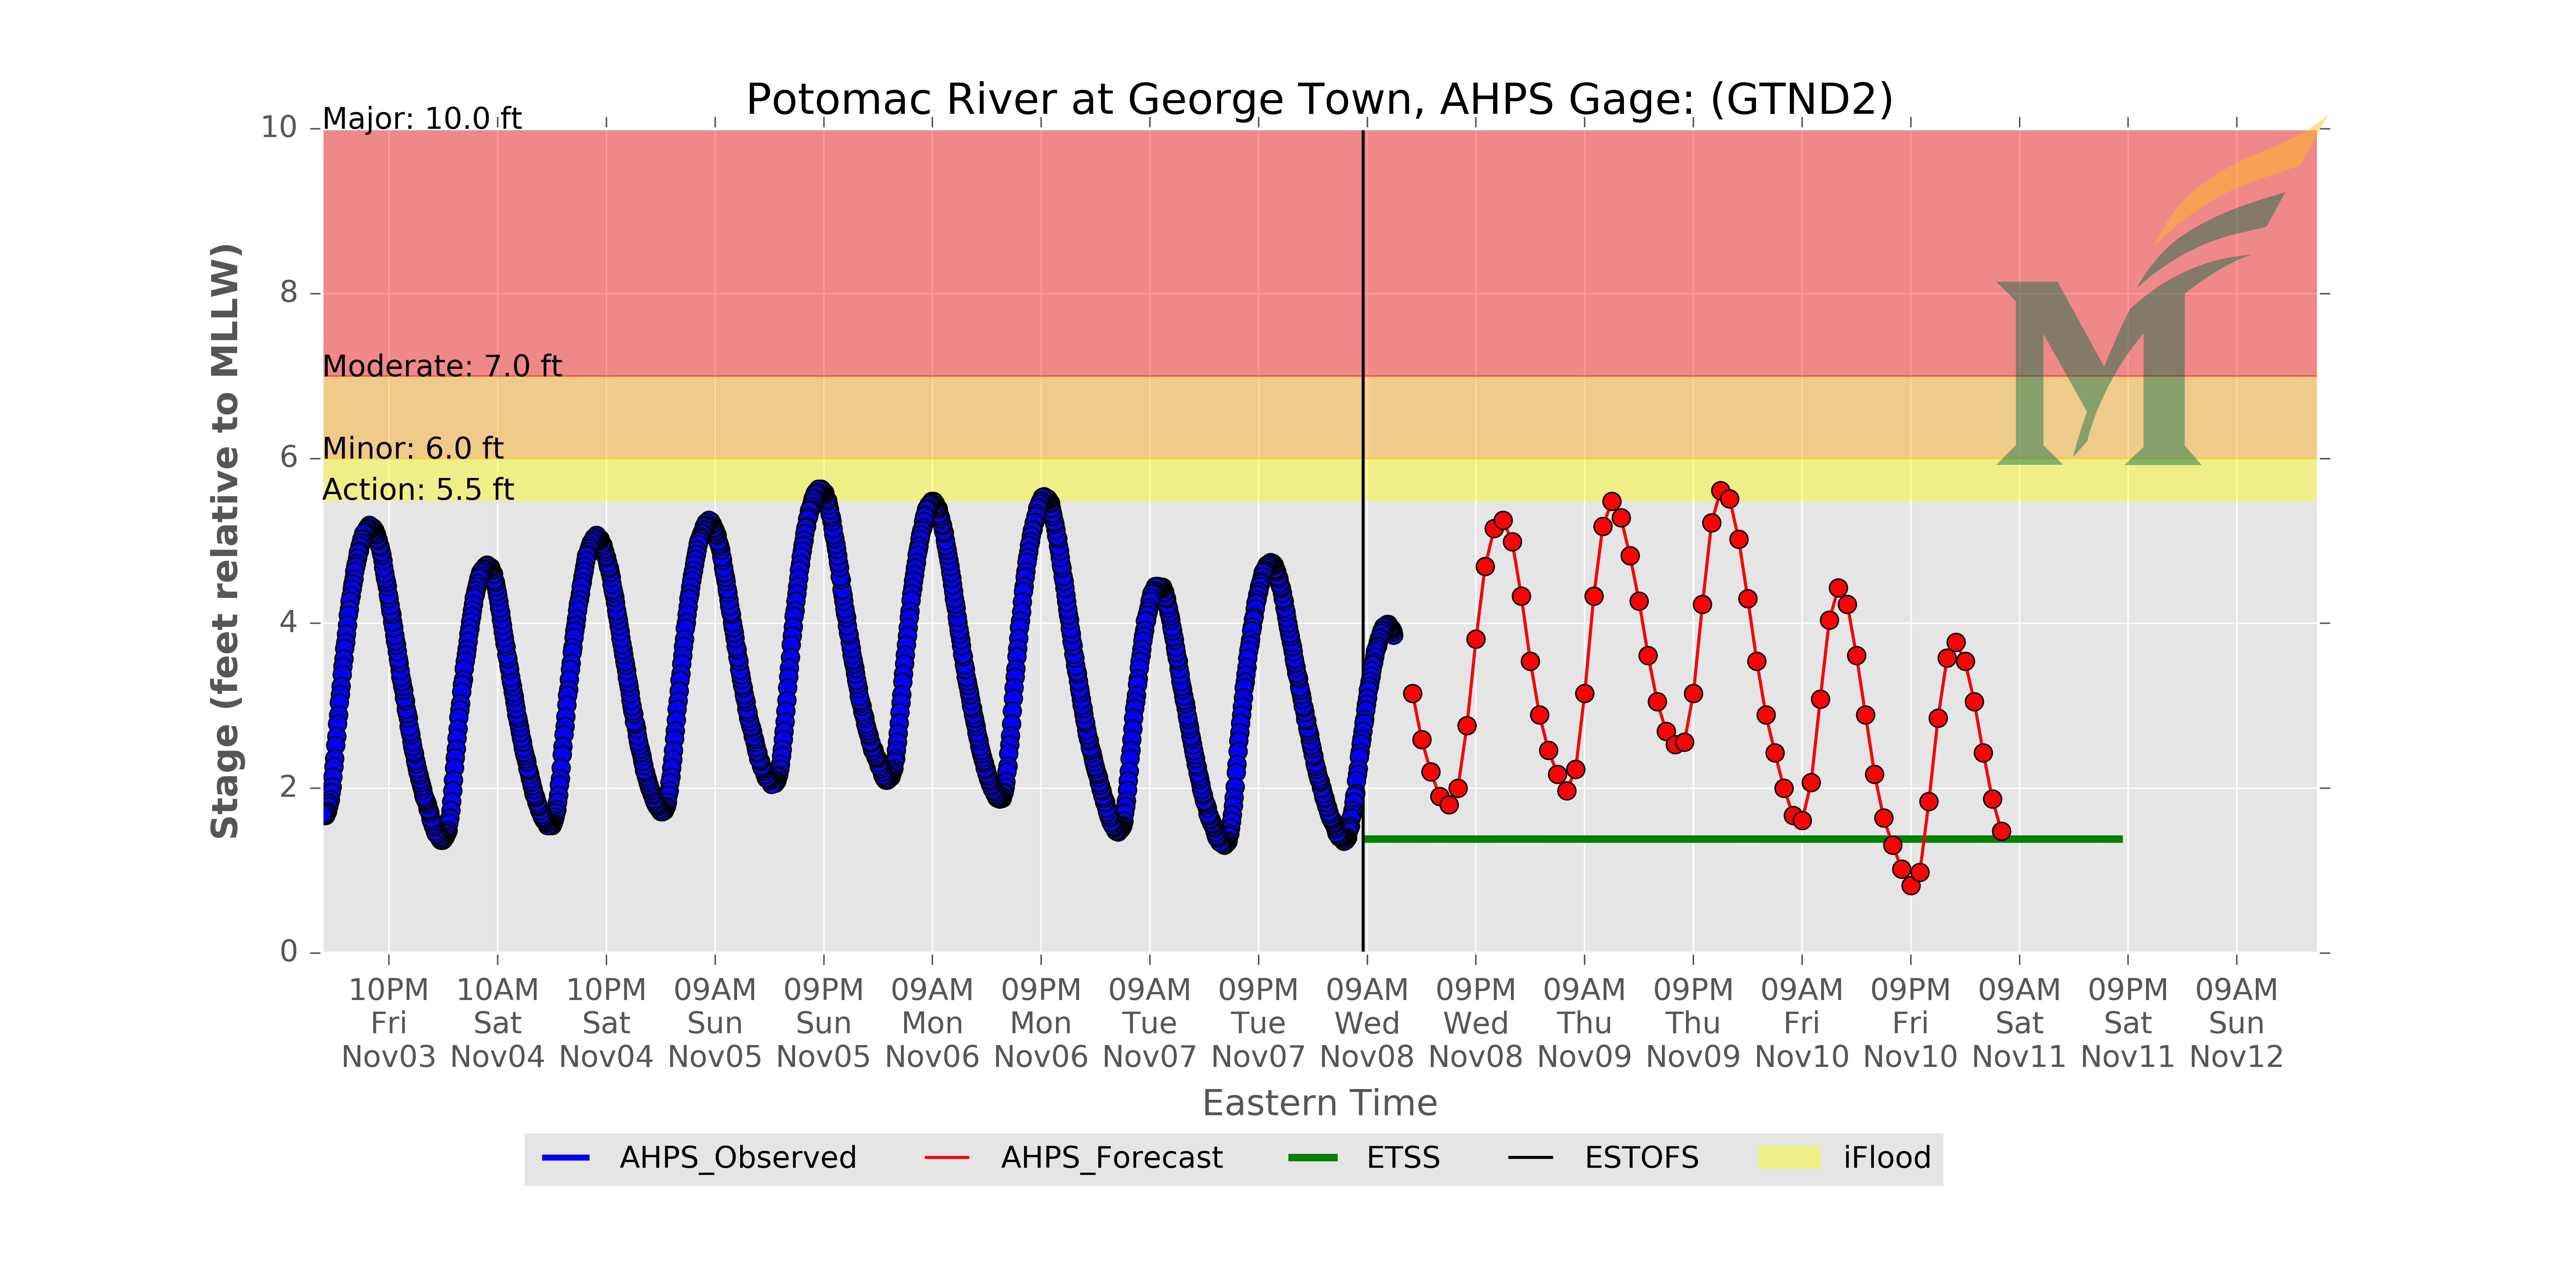 Potomac River at George Town, AHPS Gage: (GTND2)
Major: 10.0 ft
Moderate: 7.0 ft
Minor: 6.0 ft
Action: 5.5 ft
Stage (feet relative to MLLW)
10
8
6
4
2
0
10PM 10AM 10PM 09AM 09PM 09AM 09PM 09AM 09PM 09AM 09PM 09AM 09PM 09AM 09PM 09AM 09PM 09AM
Fri Sat Sat Sun Sun Mon Mon Tue Tue Wed Wed Thu Thu Fri Fri Sat Sat Sun
Nov03 Nov04 Nov04 Nov05 Nov05 Nov06 Nov06 Nov07 Nov07 Nov08 Nov08 Nov09 Nov09 Nov10 Nov10 Nov11 Nov11 Nov12
Eastern Time
AHPS_Observed AHPS_Forecast ETSS ESTOFS iFlood
M